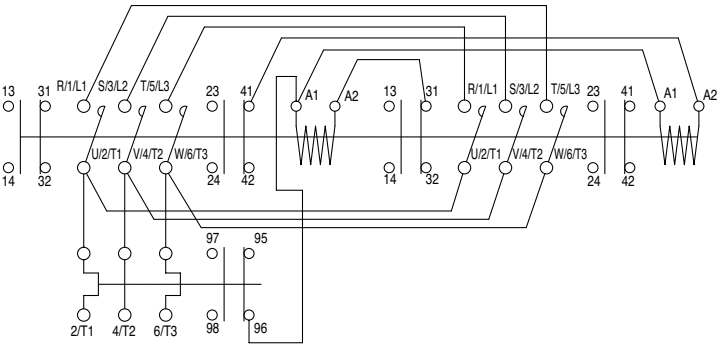 13 31 R/1/L1 S/3/L2 T/5/L3 23 41 A1 A2 13 31 R/1/L1 S/3/L2 T/5/L3 23 41 A1 A2
14 32 U/2/T1 V/4/T2 W/6/T3 24 42 14 32 U/2/T1 V/4/T2 W/6/T3 24 42
97 95
2/T1 4/T2 6/T3 98 96